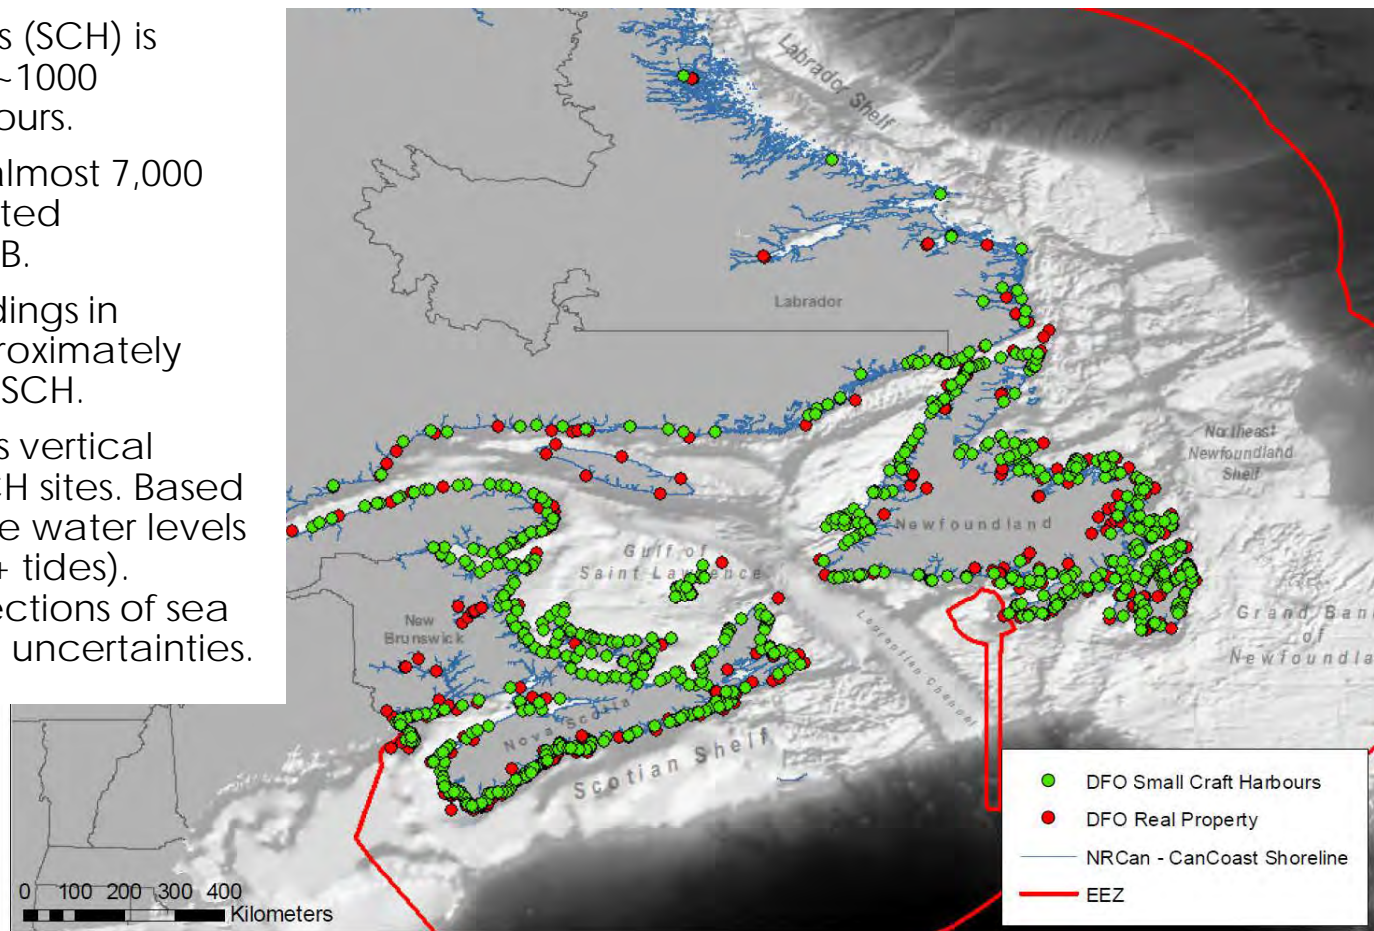 s (SCH) is
~1000
ours.
almost 7,000
ted
B.
dings in
roximately
SCH.
s vertical
CH sites. Based
e water levels
+ tides).
ections of sea
uncertainties.
Labrador Shelf
Labrador
Northeast
Newfoundland
Shelf
Newfoundland
Gulf of
Saint Lawrence
Grand Ban
of
Newfoundla
New
Brunswick
Laurentian Channel
Nova Scotia
Scotian Shelf
DFO Small Craft Harbours
DFO Real Property
NRCan - CanCoast Shoreline
EEZ
0 100 200 300 400
Kilometers